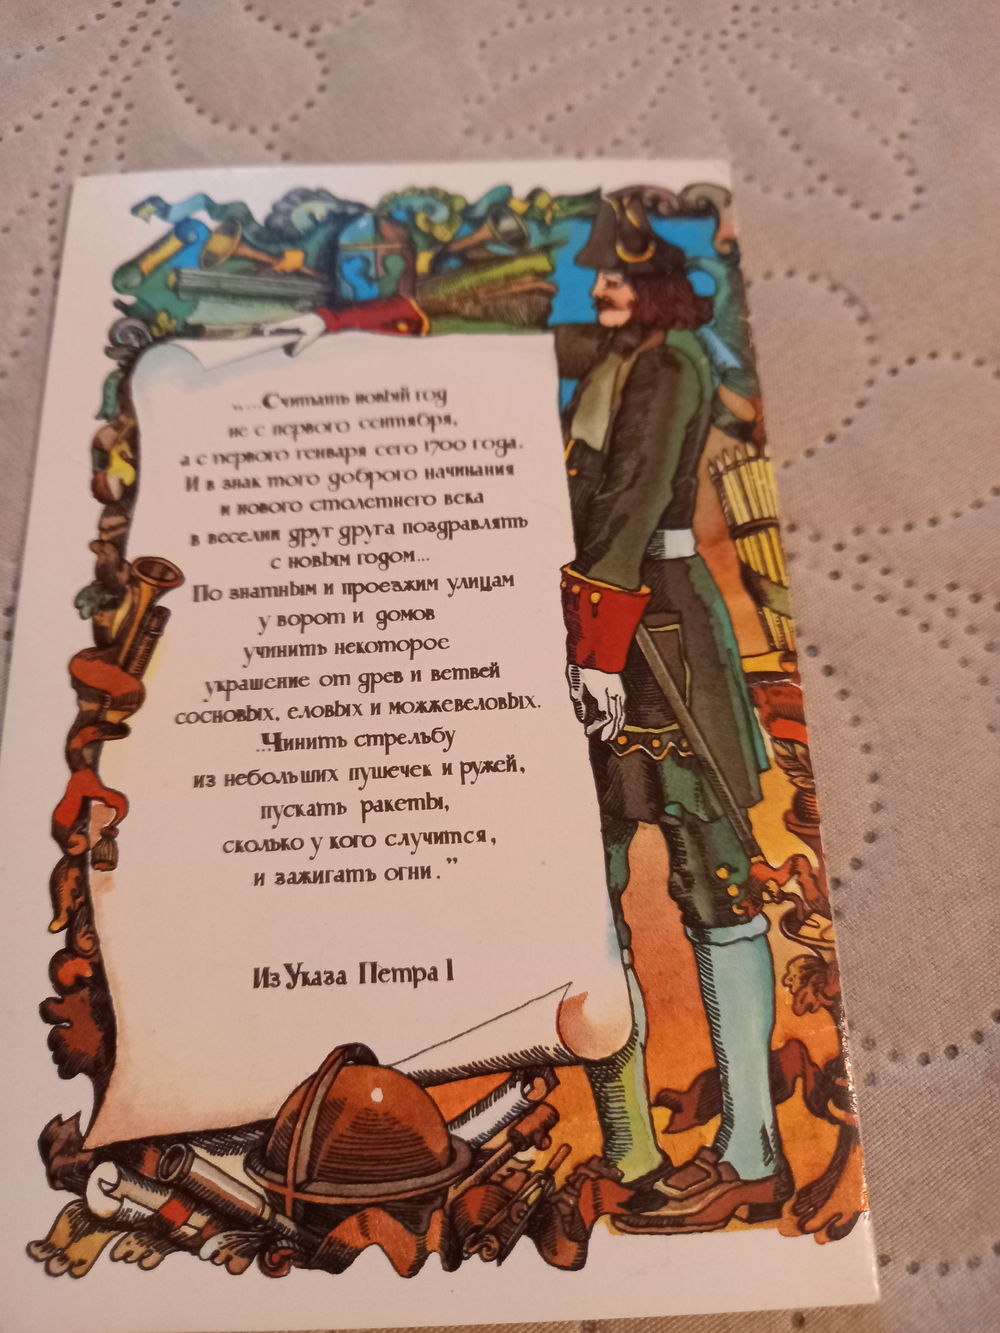 „...Считать новый год
не с первого сентября,
а с первого генваря сего 1700 года.
И в знак того доброго начинания
и нового столетнего века
в веселии друг друга поздравлять
с новым годом...
По знатным и проезжим улицам
у ворот и домов
учинить некоторое
украшение от древ и ветвей
сосновых, еловых и можжевеловых.
...Чинить стрельбу
из небольших пушечек и ружей,
пускать ракеты,
сколько у кого случится,
и зажигать огни.”
Из Указа Петра I